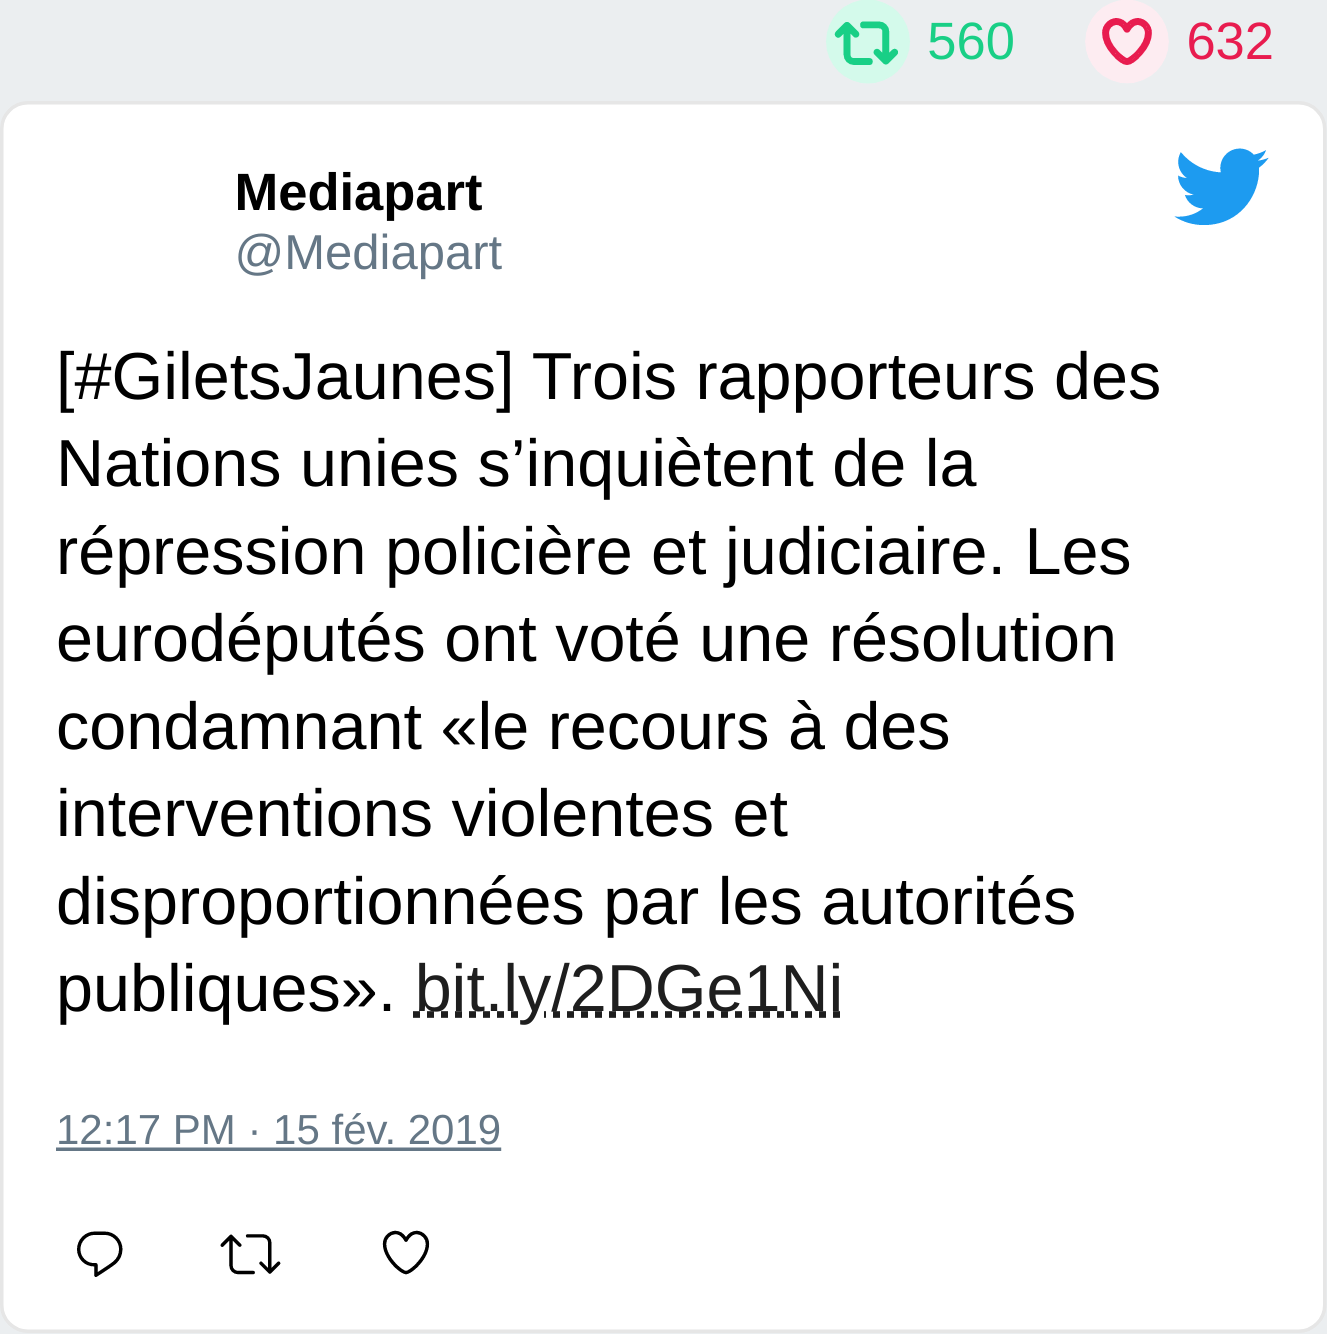 560 632
Mediapart
@Mediapart
[#GiletsJaunes] Trois rapporteurs des
Nations unies s’inquiètent de la
répression policière et judiciaire. Les
eurodéputés ont voté une résolution
condamnant «le recours à des
interventions violentes et
disproportionnées par les autorités
publiques». bit.ly/2DGe1Ni
12:17 PM · 15 fév. 2019